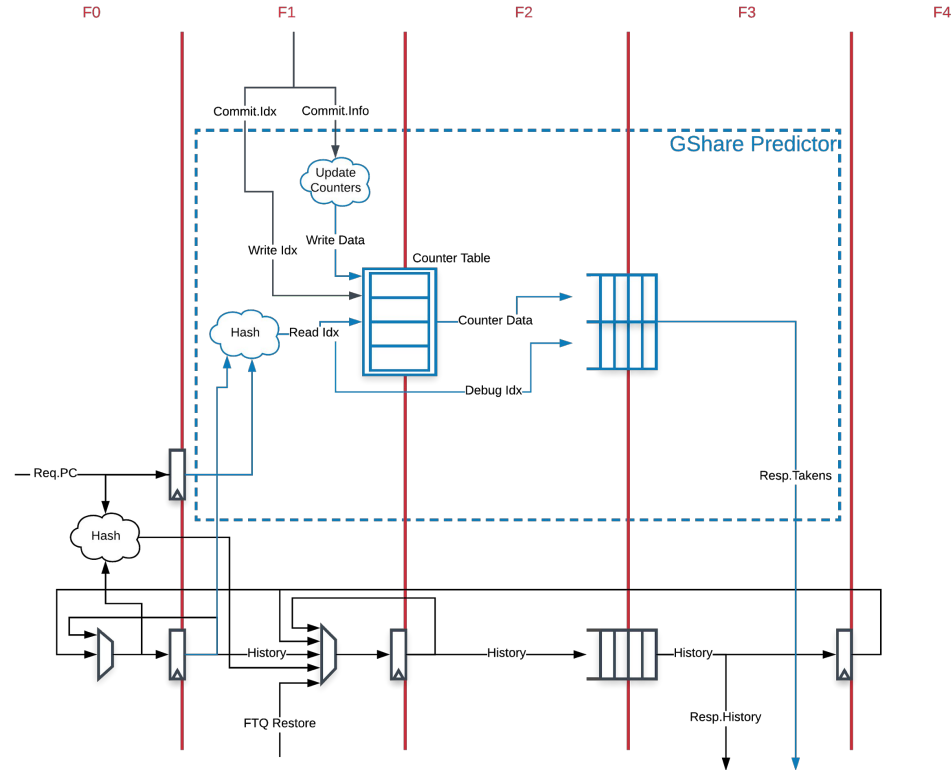 F0
F1
F2
F3
F4
Commit.Idx
Commit.Info
GShare Predictor
Update
Counters
Write Idx
Write Data
Counter Table
Hash
Read Idx
Counter Data
Debug Idx
Req.PC
Resp.Takens
Hash
History
History
History
FTQ Restore
Resp.History